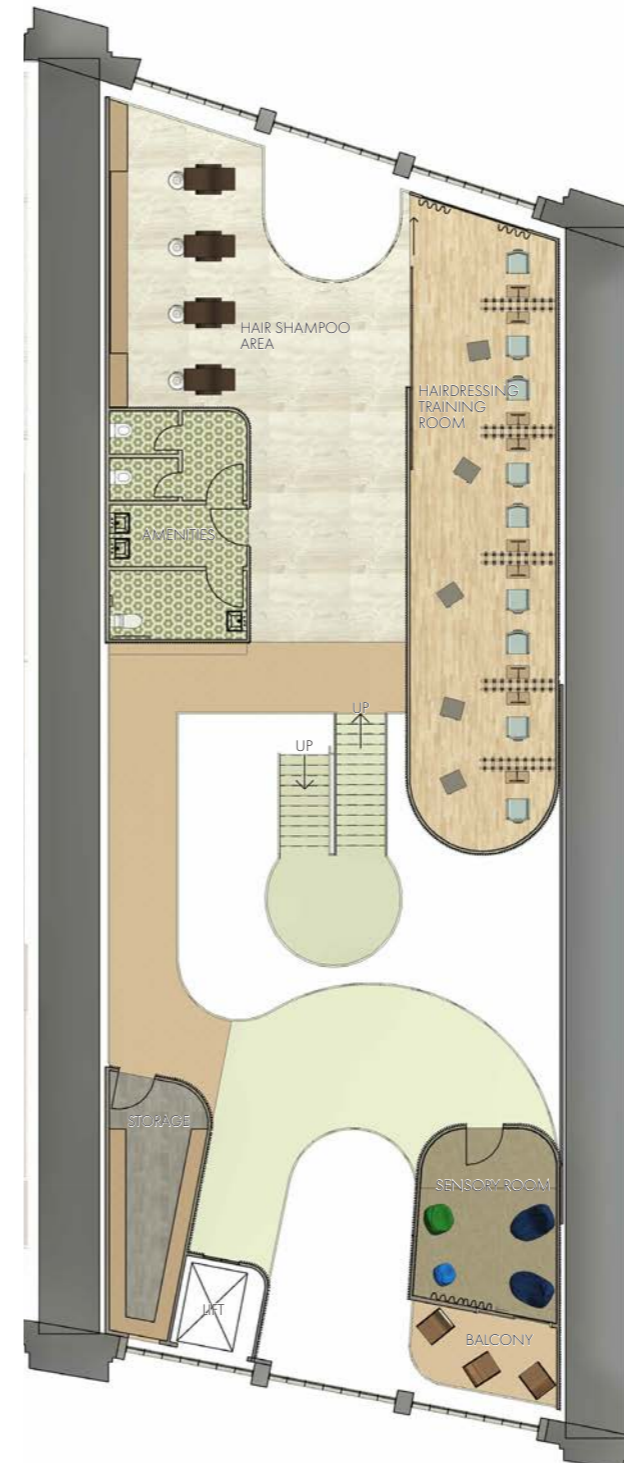 HAIR SHAMPOO
AREA
HAIRDRESSING
TRAINING
ROOM
AMENITIES
UP
UP
STORAGE
SENSORY ROOM
LIFT
BALCONY